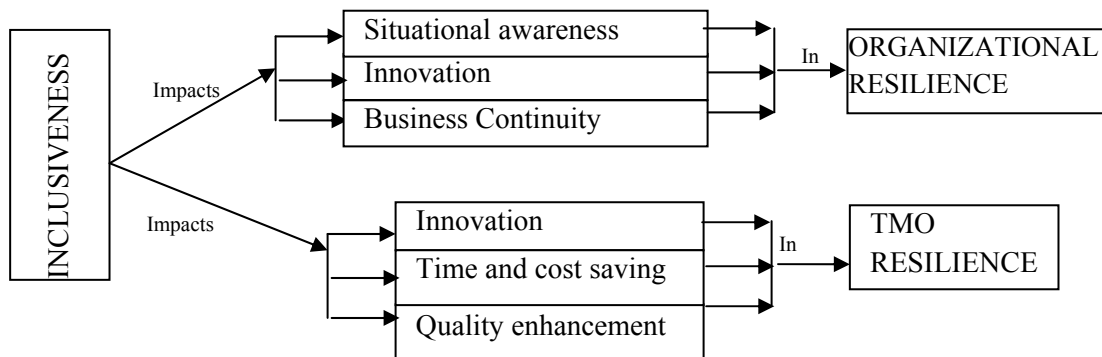 INCLUSIVENESS
Impacts
Situational awareness
Innovation
Business Continuity
In
ORGANIZATIONAL
RESILIENCE
Impacts
Innovation
Time and cost saving
Quality enhancement
In
TMO
RESILIENCE